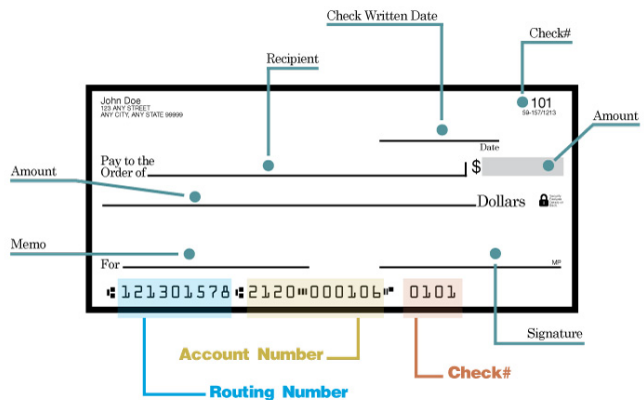 Check Written Date
Check#
Recipient
John Doe
123 ANY STREET
ANY CITY, ANY STATE 99999
101
59-157/1213
Amount
Date
Pay to the
Order of
$
Amount
Dollars
Memo
For
MP
121301578 2120 000106 0101
Signature
Account Number
Check#
Routing Number